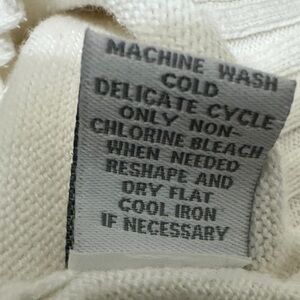 MACHINE WASH
COLD
DELICATE CYCLE
ONLY NON-
CHLORINE BLEACH
WHEN NEEDED
RESHAPE AND
DRY FLAT
COOL IRON
IF NECESSARY